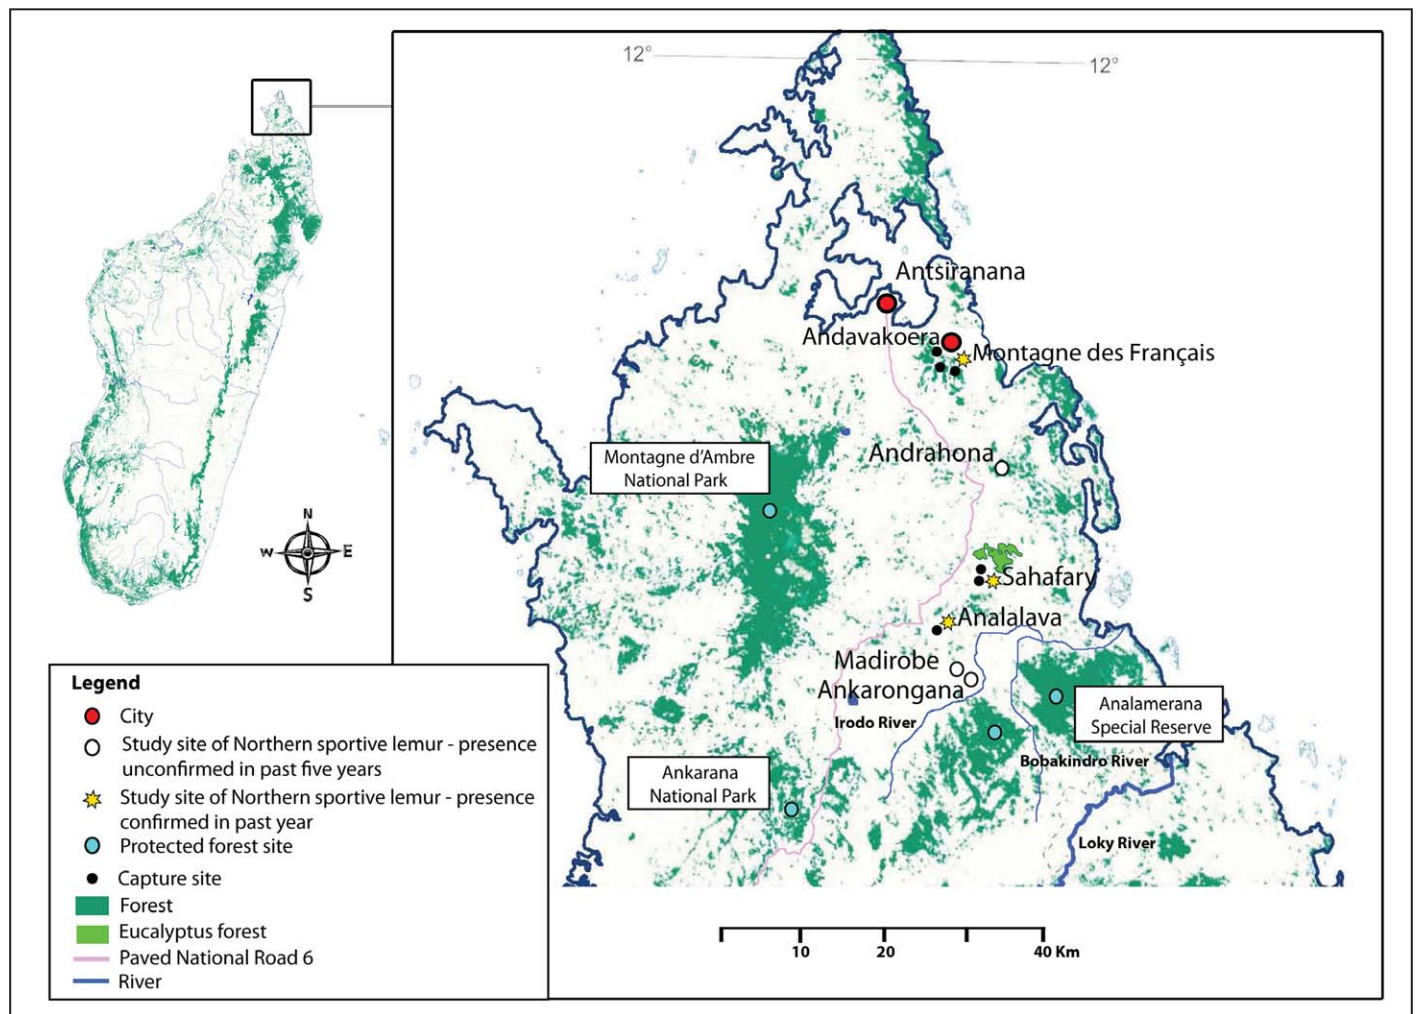 12°
12°
Antsiranana
Andavakoera
Montagne des Français
Andrahona
Montagne d'Ambre
National Park
Sahafary
Analalava
Madirobe
Ankarongana
Irodo River
Analamerana
Special Reserve
Bobakindro River
Ankarana
National Park
Loky River
N
W
E
S
Legend
City
Study site of Northern sportive lemur - presence
unconfirmed in past five years
Study site of Northern sportive lemur - presence
confirmed in past year
Protected forest site
Capture site
Forest
Eucalyptus forest
Paved National Road 6
River
10
20
40 Km